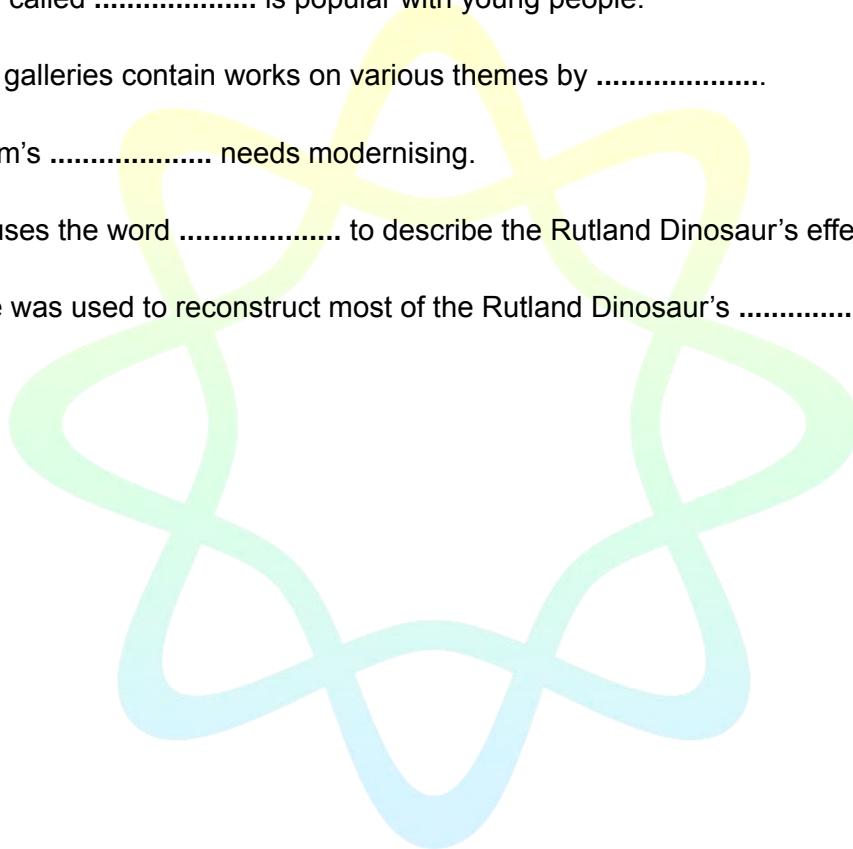 called .................... is popular with young people.
galleries contain works on various themes by .....................
m’s .................... needs modernising.
uses the word .................... to describe the Rutland Dinosaur’s effe
e was used to reconstruct most of the Rutland Dinosaur’s ..............